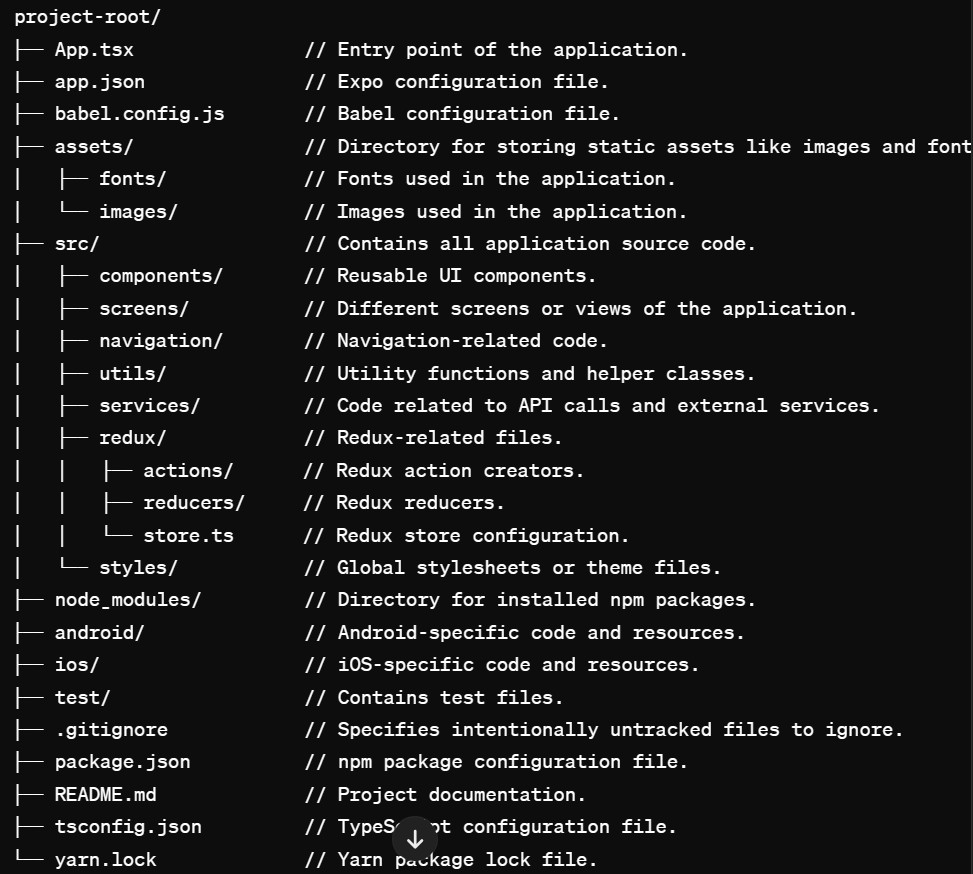 project-root/
├── App.tsx // Entry point of the application.
├── app.json // Expo configuration file.
├── babel.config.js // Babel configuration file.
├── assets/ // Directory for storing static assets like images and font
│   ├── fonts/ // Fonts used in the application.
│   └── images/ // Images used in the application.
├── src/ // Contains all application source code.
│   ├── components/ // Reusable UI components.
│   ├── screens/ // Different screens or views of the application.
│   ├── navigation/ // Navigation-related code.
│   ├── utils/ // Utility functions and helper classes.
│   ├── services/ // Code related to API calls and external services.
│   ├── redux/ // Redux-related files.
│   │   ├── actions/ // Redux action creators.
│   │   ├── reducers/ // Redux reducers.
│   │   └── store.ts // Redux store configuration.
│   └── styles/ // Global stylesheets or theme files.
├── node_modules/ // Directory for installed npm packages.
├── android/ // Android-specific code and resources.
├── ios/ // iOS-specific code and resources.
├── test/ // Contains test files.
├── .gitignore // Specifies intentionally untracked files to ignore.
├── package.json // npm package configuration file.
├── README.md // Project documentation.
├── tsconfig.json // TypeScript configuration file.
└── yarn.lock // Yarn package lock file.